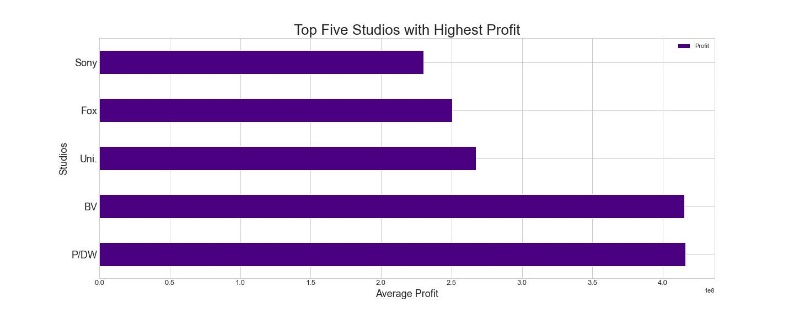 Top Five Studios with Highest Profit
Profit
Studios
Sony
Fox
Uni.
BV
P/DW
0.0 0.5 1.0 1.5 2.0 2.5 3.0 3.5 4.0
1e8
Average Profit